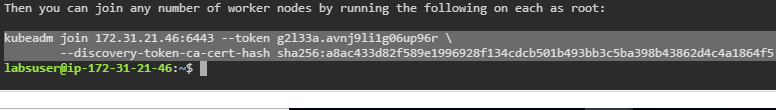 Then you can join any number of worker nodes by running the following on each as root:
kubeadm join 172.31.21.46:6443 --token g2l33a.avnj9li1g06up96r \
--discovery-token-ca-cert-hash sha256:a8ac433d82f589e1996928f134cdcb501b493bb3c5ba398b43862d4c4a1864f5
labsuser@ip-172-31-21-46:~$